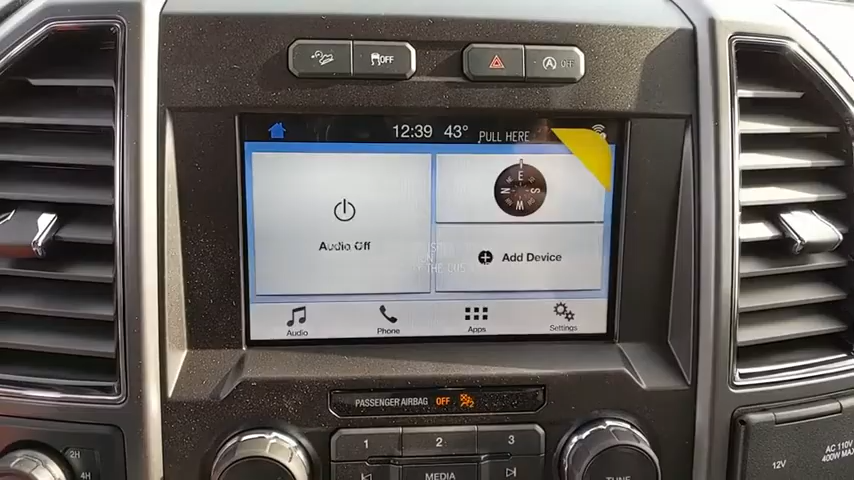 OFF
A OFF
12:39 43° PULL HERE
E
N S
W
Audio Off
Add Device
Audio Phone Apps Settings
PASSENGER AIRBAG OFF
1 2 3
MEDIA
TUNE
2H
4H
12V
AC 110V
400W MAX